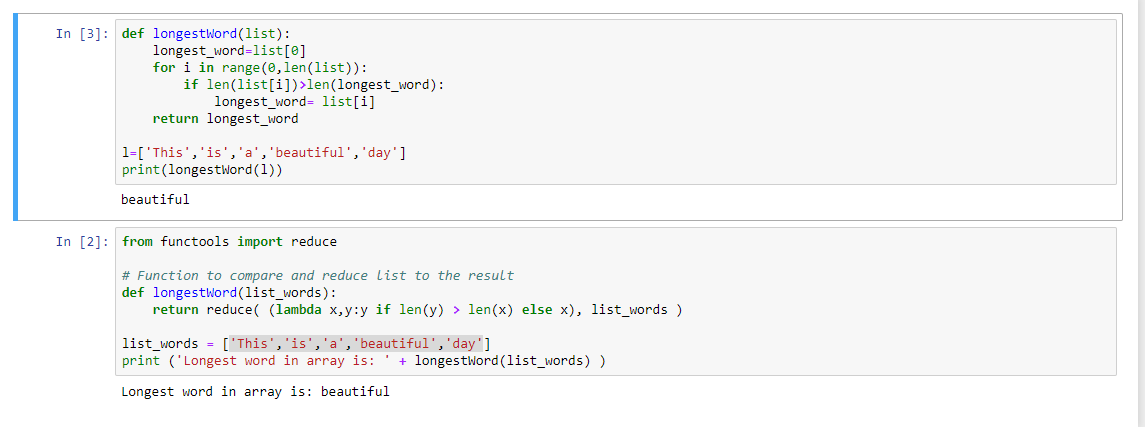 In [3]: def longestWord(list):
    longest_word=list[0]
    for i in range(0,len(list)):
        if len(list[i])>len(longest_word):
            longest_word= list[i]
    return longest_word
l=['This','is','a','beautiful','day']
print(longestWord(l))
beautiful
In [2]: from functools import reduce
# Function to compare and reduce list to the result
def longestWord(list_words):
    return reduce( (lambda x,y:y if len(y) > len(x) else x), list_words )
list_words = ['This','is','a','beautiful','day']
print ('Longest word in array is: ' + longestWord(list_words) )
Longest word in array is: beautiful